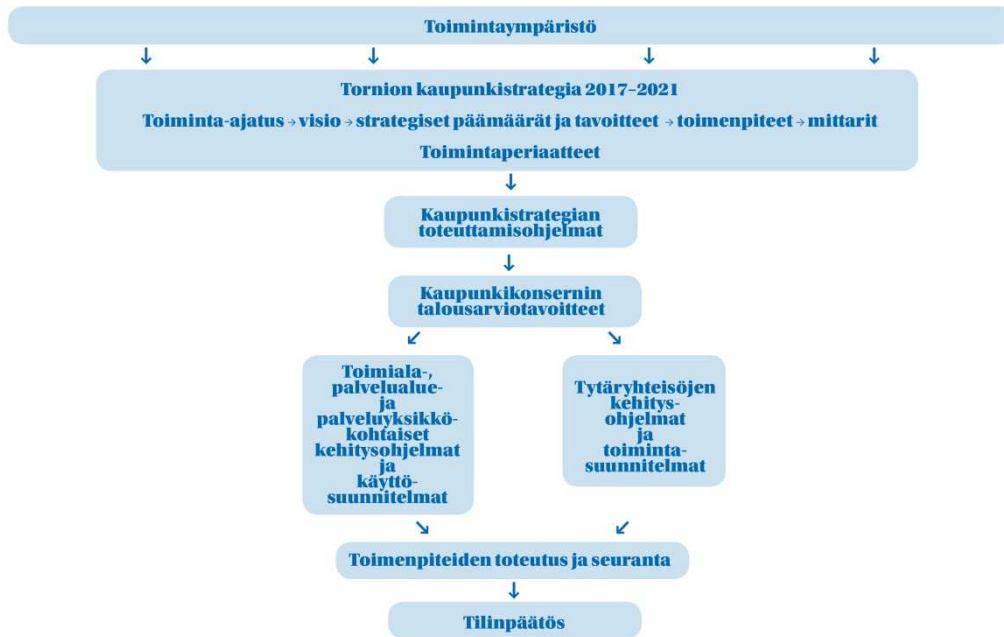 Toimintaympäristö
Tornion kaupunkistrategia 2017–2021
Toiminta-ajatus → visio → strategiset päämäärät ja tavoitteet → toimenpiteet → mittarit
Toimintaperiaatteet
Kaupunkistrategian
toteuttamisohjelmat
Kaupunkikonsernin
talousarviotavoitteet
Toimiala-,
palvelualue-
ja
palveluyksikkö-
kohtaiset
kehitysohjelmat
ja
käyttö-
suunnitelmat
Tytäryhteisöjen
kehitys-
ohjelmat
ja
toiminta-
suunnitelmat
Toimenpiteiden toteutus ja seuranta
Tilinpäätös